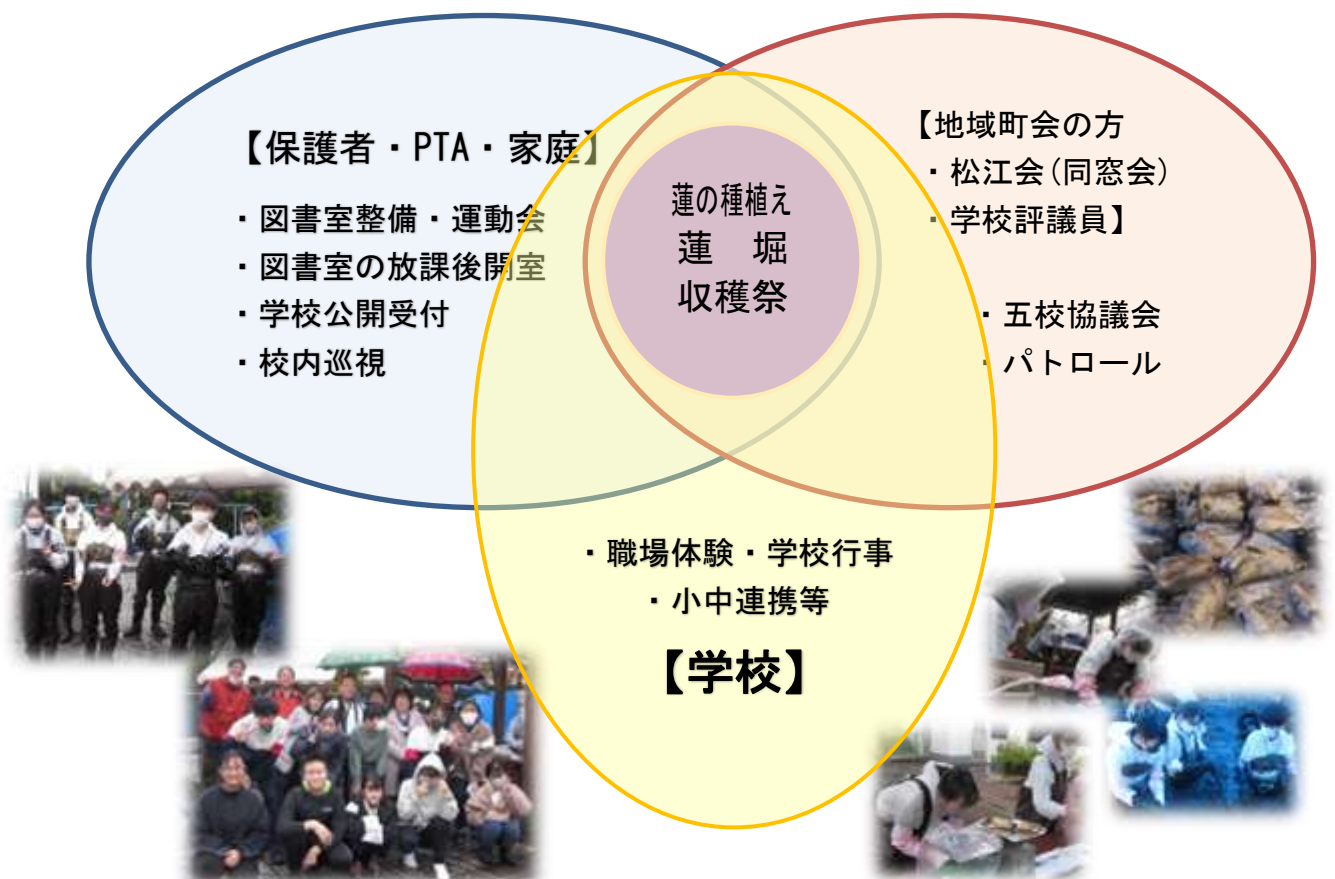 【保護者・PTA・家庭】
・図書室整備・運動会
・図書室の放課後開室
・学校公開受付
・校内巡視
蓮の種植え
蓮　堀
収穫祭
【地域町会の方
・松江会(同窓会)
・学校評議員】
・五校協議会
・パトロール
・職場体験・学校行事
・小中連携等
【学校】